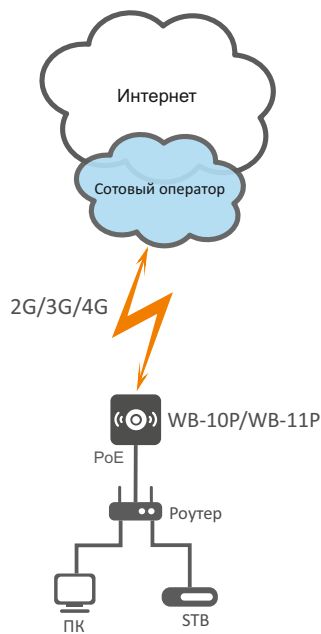 Интернет
Сотовый оператор
2G/3G/4G
WB-10P/WB-11P
PoE
Роутер
ПК
STB